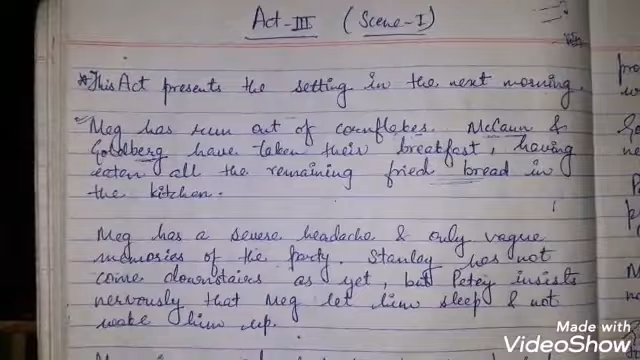 Act-III (Scene-I)
*This Act presents the setting in the next morning.
Meg has run out of cornflakes. McCann &
Goldberg have taken their breakfast, having
eaten all the remaining fried bread in
the kitchen.
Meg has a severe headache & only vague
memories of the party. Stanley has not
come downstairs as yet, but Petey insists
nervously that Meg let him sleep & not
wake him up.
Made with
VideoShow